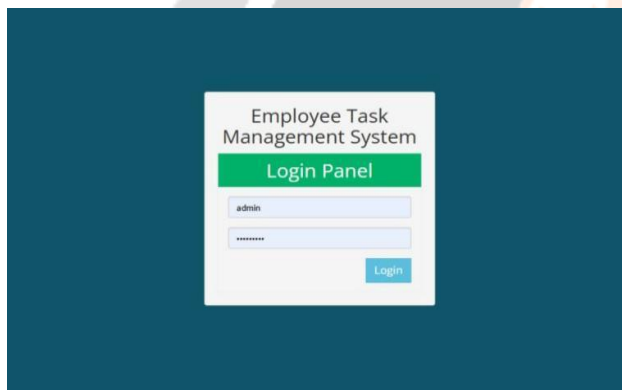 Employee Task
Management System
Login Panel
admin
•••••••••
Login